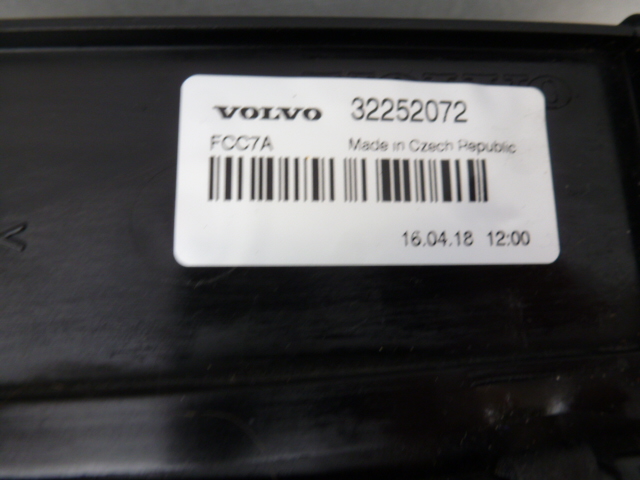 VOLVO 32252072
FCC7A Made in Czech Republic
16.04.18 12:00